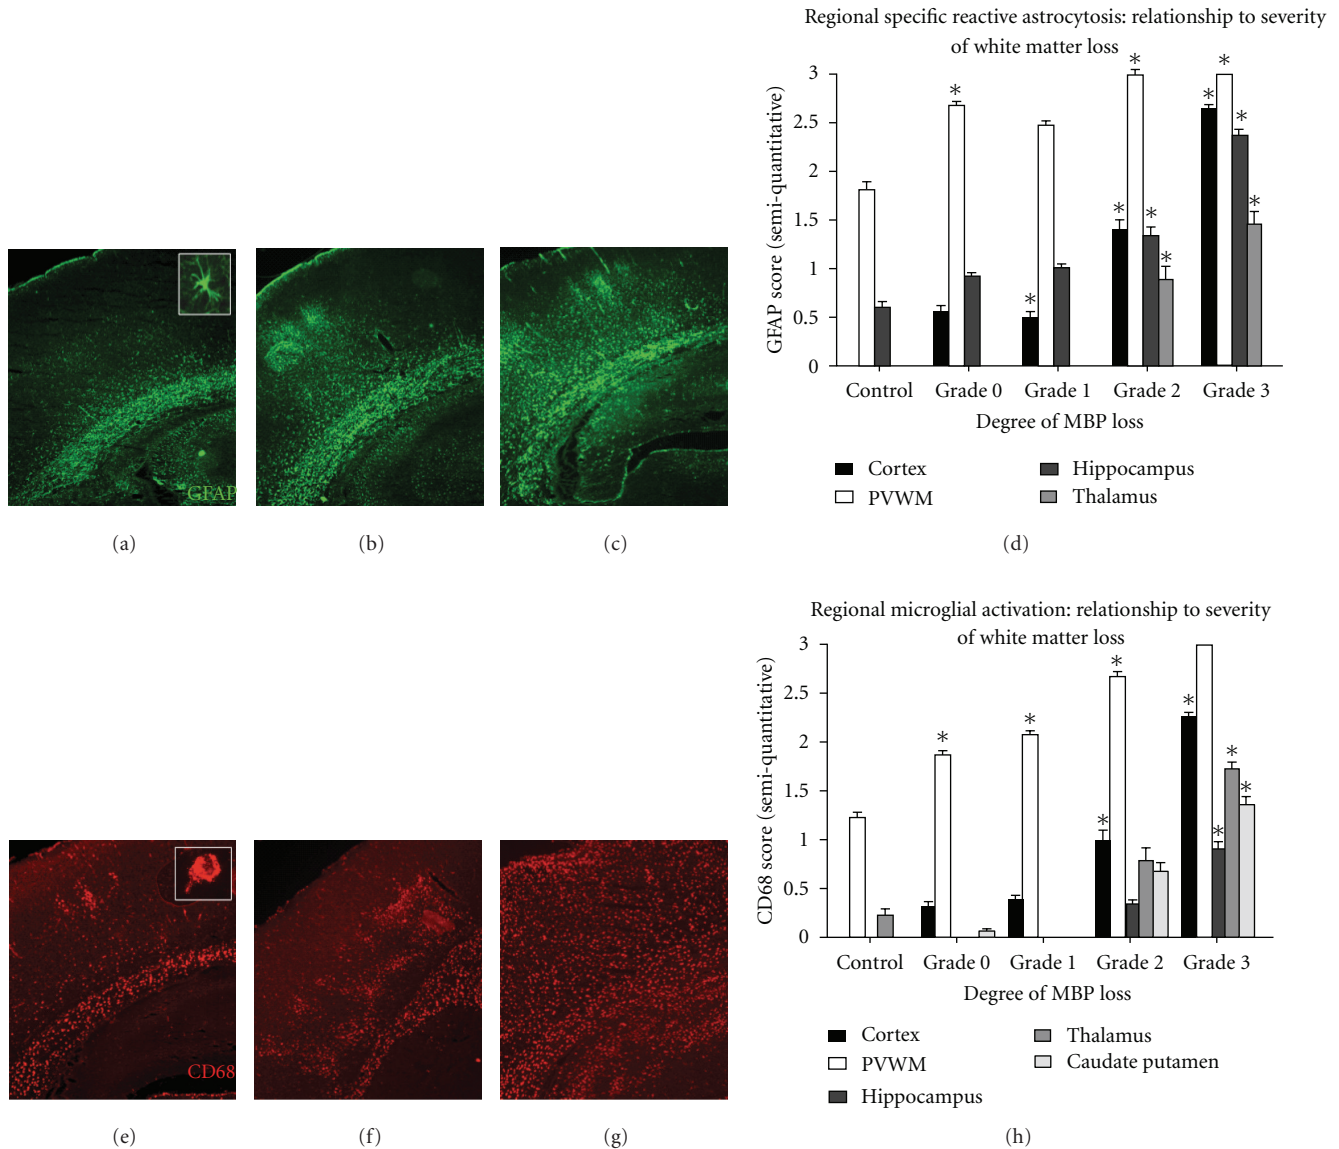 Regional specific reactive astrocytosis: relationship to severity
of white matter loss
GFAP score (semi-quantitative)
3
2.5
2
1.5
1
0.5
0
* * * * * * * * * *
Control Grade 0 Grade 1 Grade 2 Grade 3
Degree of MBP loss
Cortex
PVWM
Hippocampus
Thalamus
GFAP
(a) (b) (c) (d)
Regional microglial activation: relationship to severity
of white matter loss
CD68 score (semi-quantitative)
3
2.5
2
1.5
1
0.5
0
* * * * * * * *
Control Grade 0 Grade 1 Grade 2 Grade 3
Degree of MBP loss
Cortex
PVWM
Hippocampus
Thalamus
Caudate putamen
CD68
(e) (f) (g) (h)